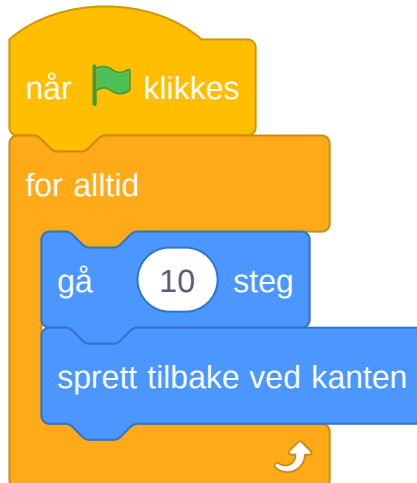 når klikkes
for alltid
gå 10 steg
sprett tilbake ved kanten